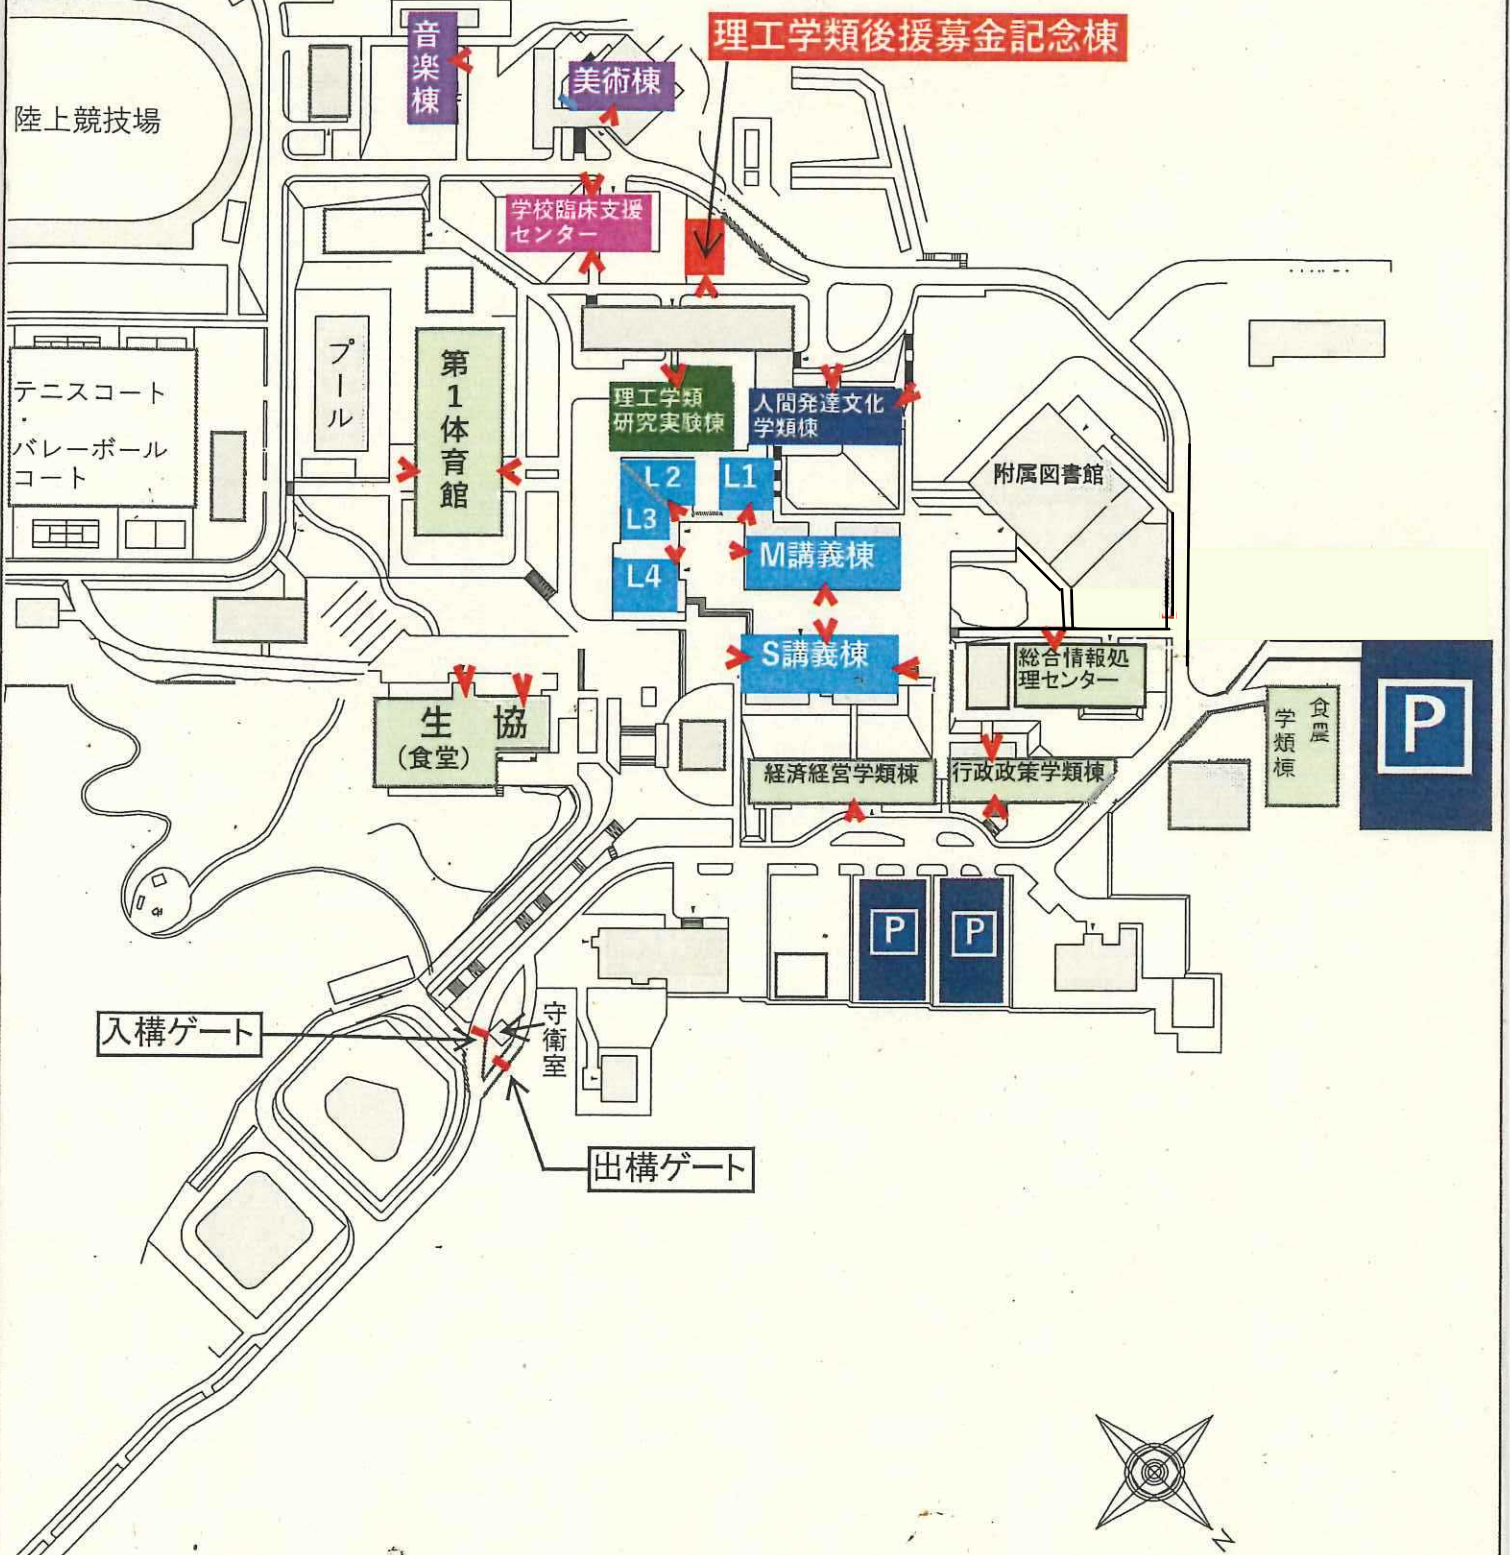 理工学類後援募金記念棟
音楽棟
美術棟
陸上競技場
学校臨床支援
センター
プール
第1体育館
テニスコート
・
バレーボール
コート
理工学類
研究実験棟
人間発達文化
学類棟
L2
L1
L3
L4
M講義棟
附属図書館
S講義棟
総合情報処
理センター
生 協
(食堂)
経済経営学類棟
行政政策学類棟
食農
学類棟
P
P
P
入構ゲート
守衛室
出構ゲート
N